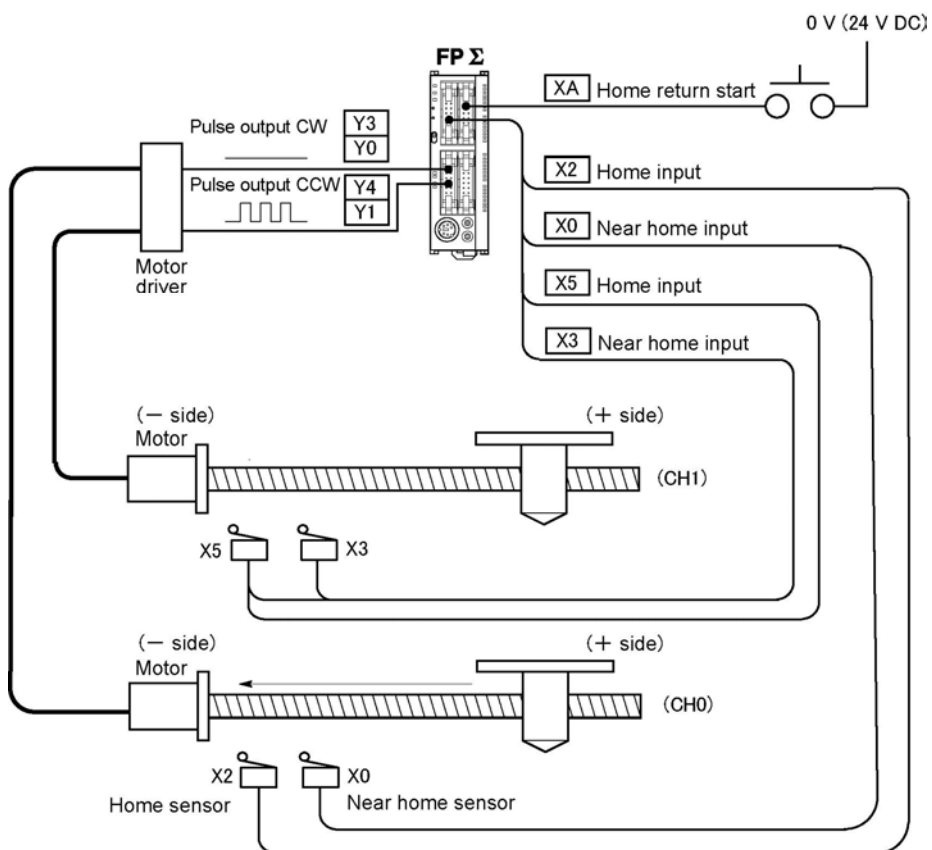 0 V (24 V DC)
FP Σ
XA Home return start
Pulse output CW Y3
Y0
X2 Home input
Pulse output CCW Y4
Y1
X0 Near home input
Motor
driver
X5 Home input
X3 Near home input
(− side)
Motor
(+ side)
(CH1)
X5
X3
(− side)
Motor
(+ side)
(CH0)
X2
X0
Home sensor
Near home sensor